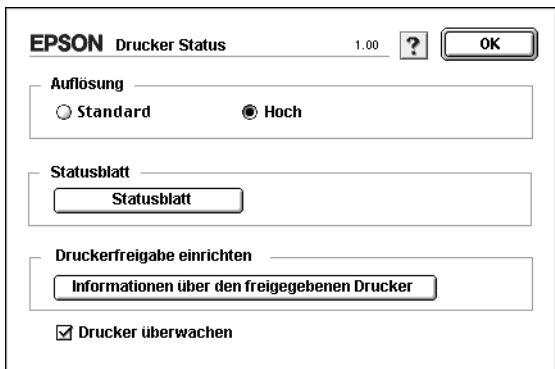 EPSON Drucker Status 1.00 ? OK
Auflösung
Standard Hoch
Statusblatt
Statusblatt
Druckerfreigabe einrichten
Informationen über den freigegebenen Drucker
Drucker überwachen